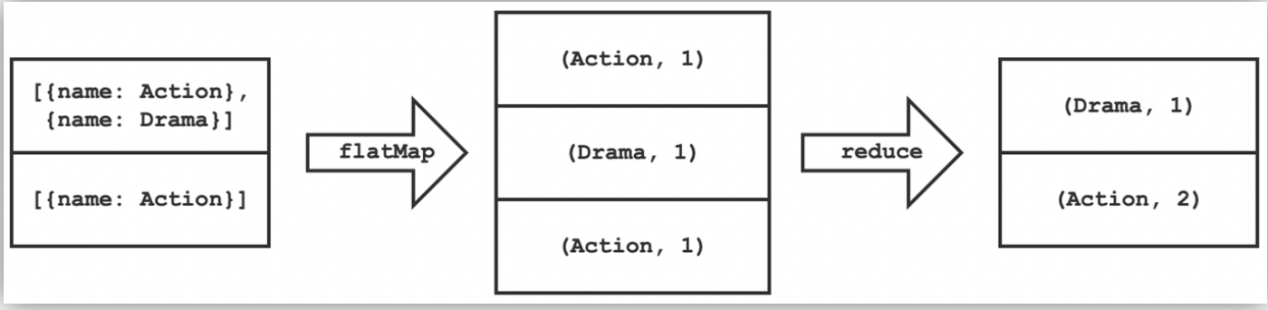 [{name: Action},
{name: Drama}]
[{name: Action}]
flatMap
(Action, 1)
(Drama, 1)
(Action, 1)
reduce
(Drama, 1)
(Action, 2)